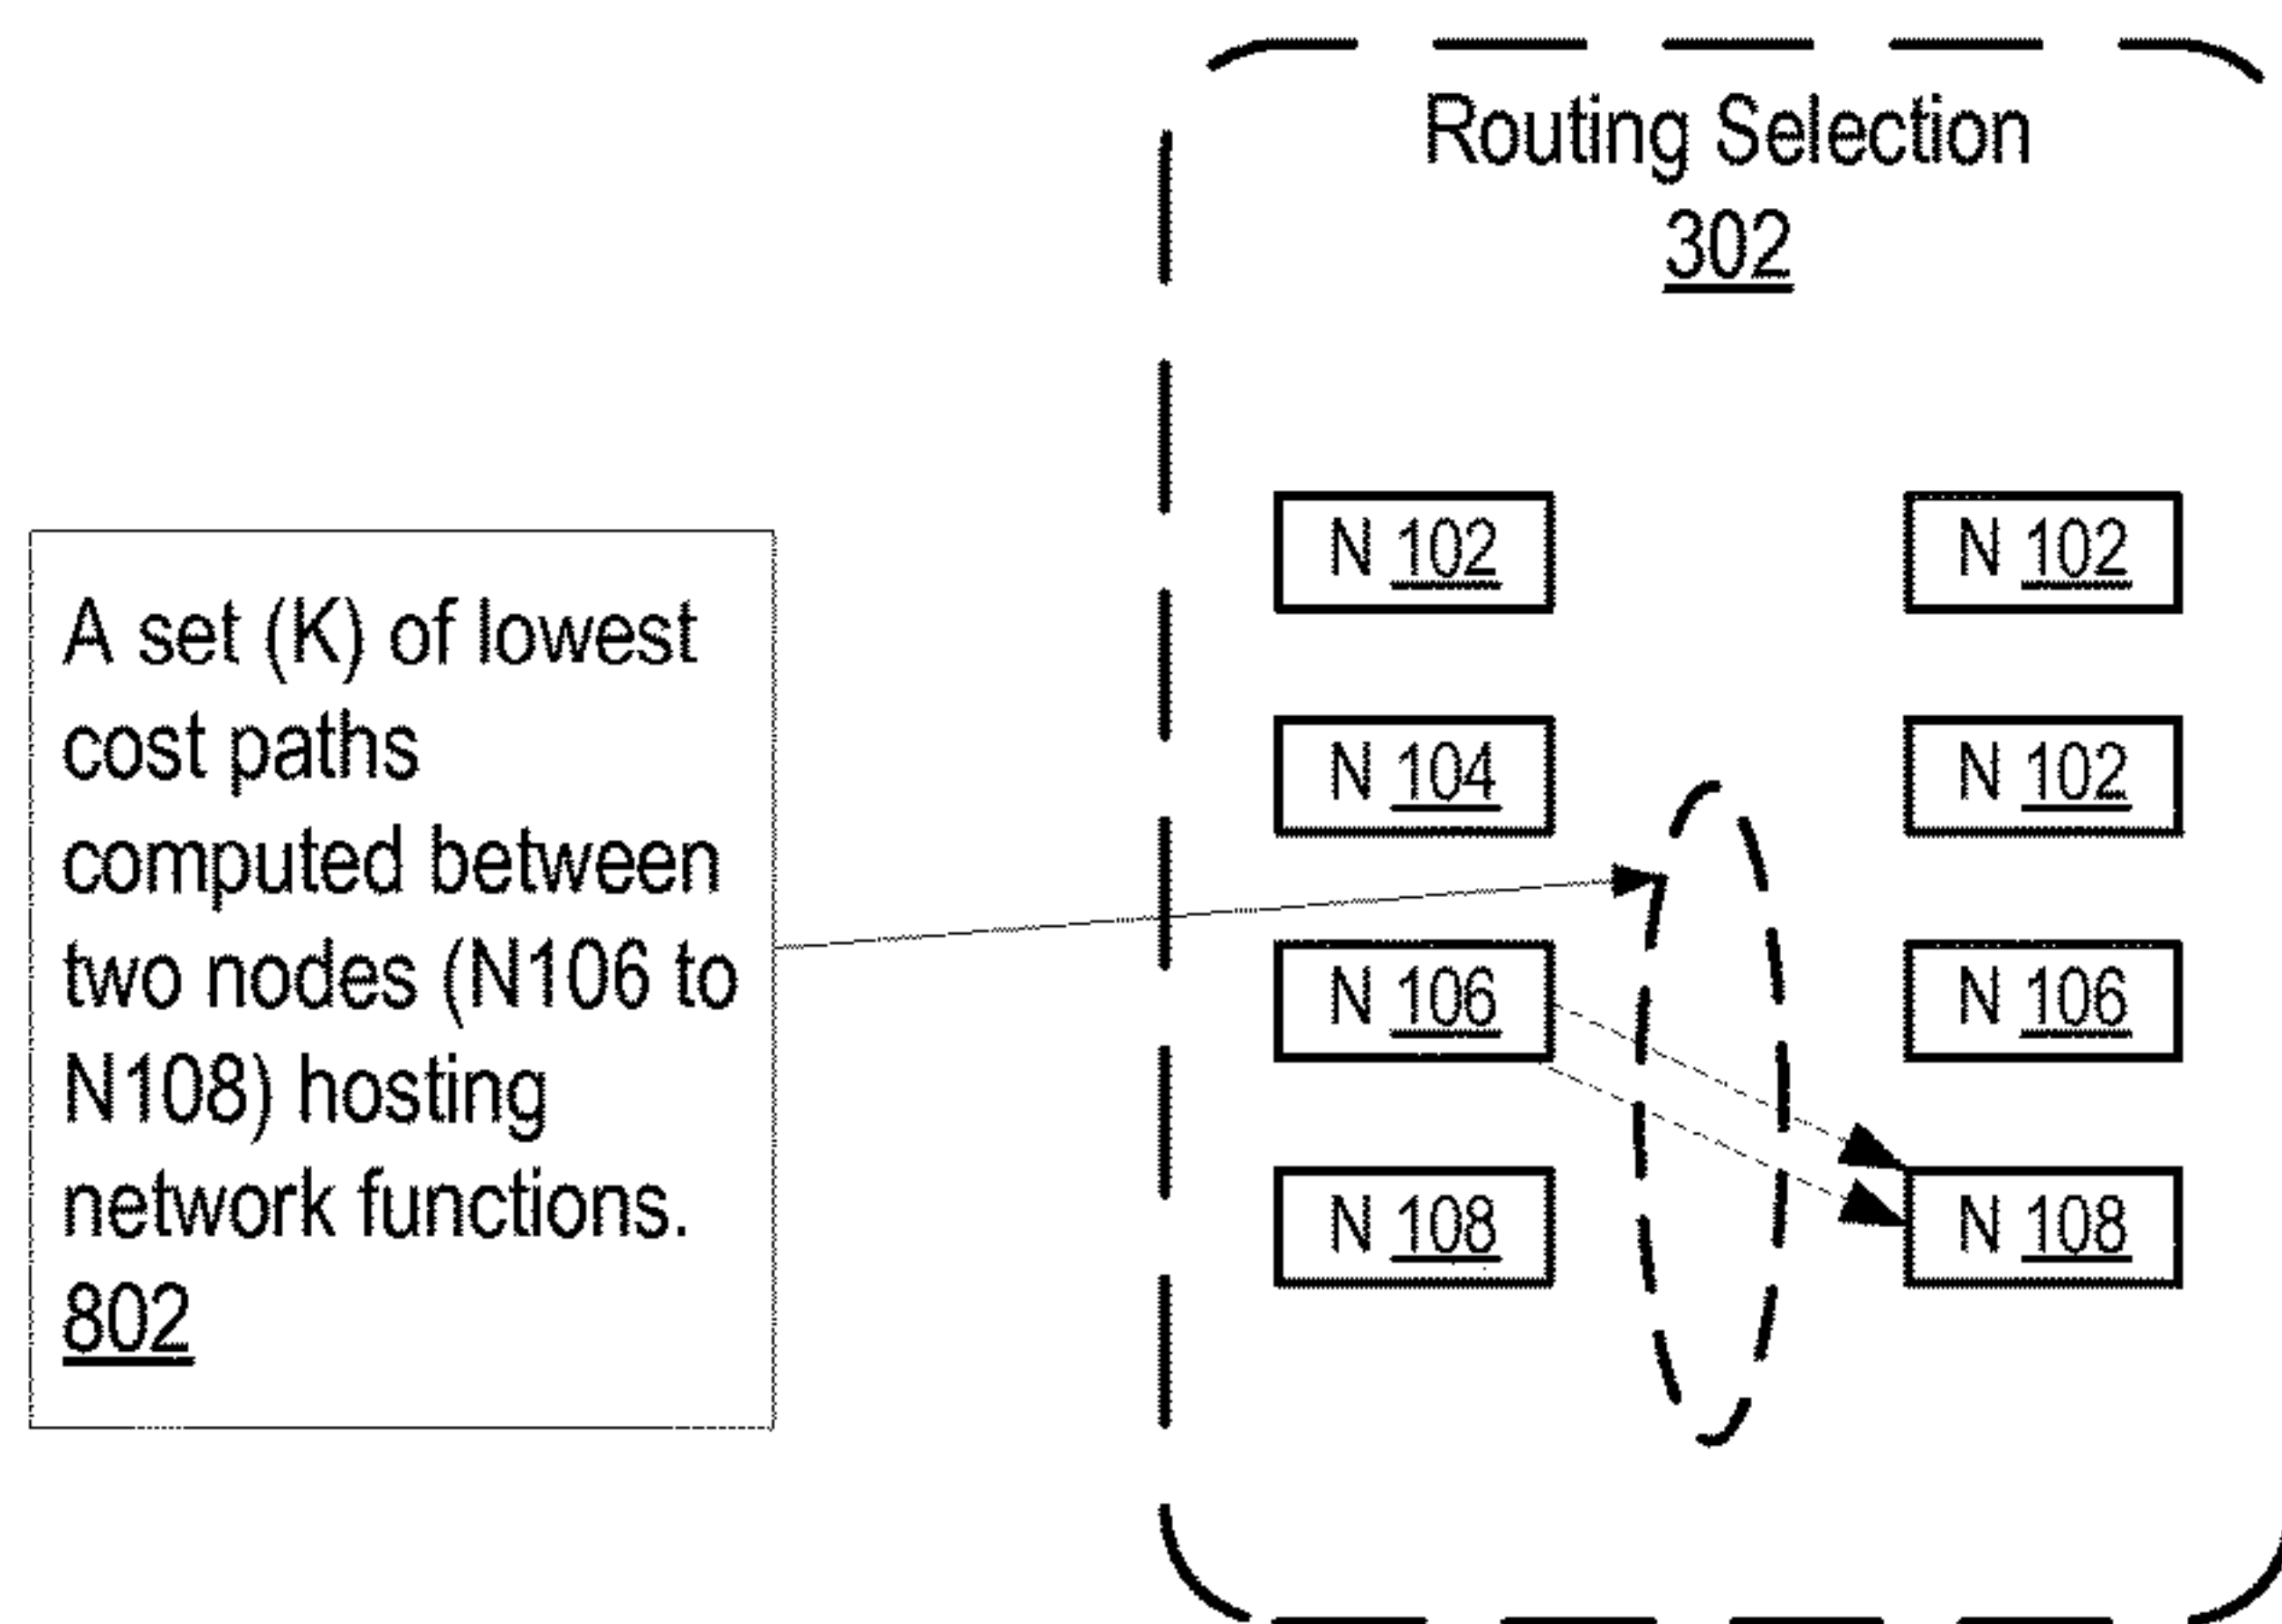 Routing Selection
302
A set (K) of lowest
cost paths
computed between
two nodes (N106 to
N108) hosting
network functions.
802
N 102
N 102
N 104
N 102
N 106
N 106
N 108
N 108